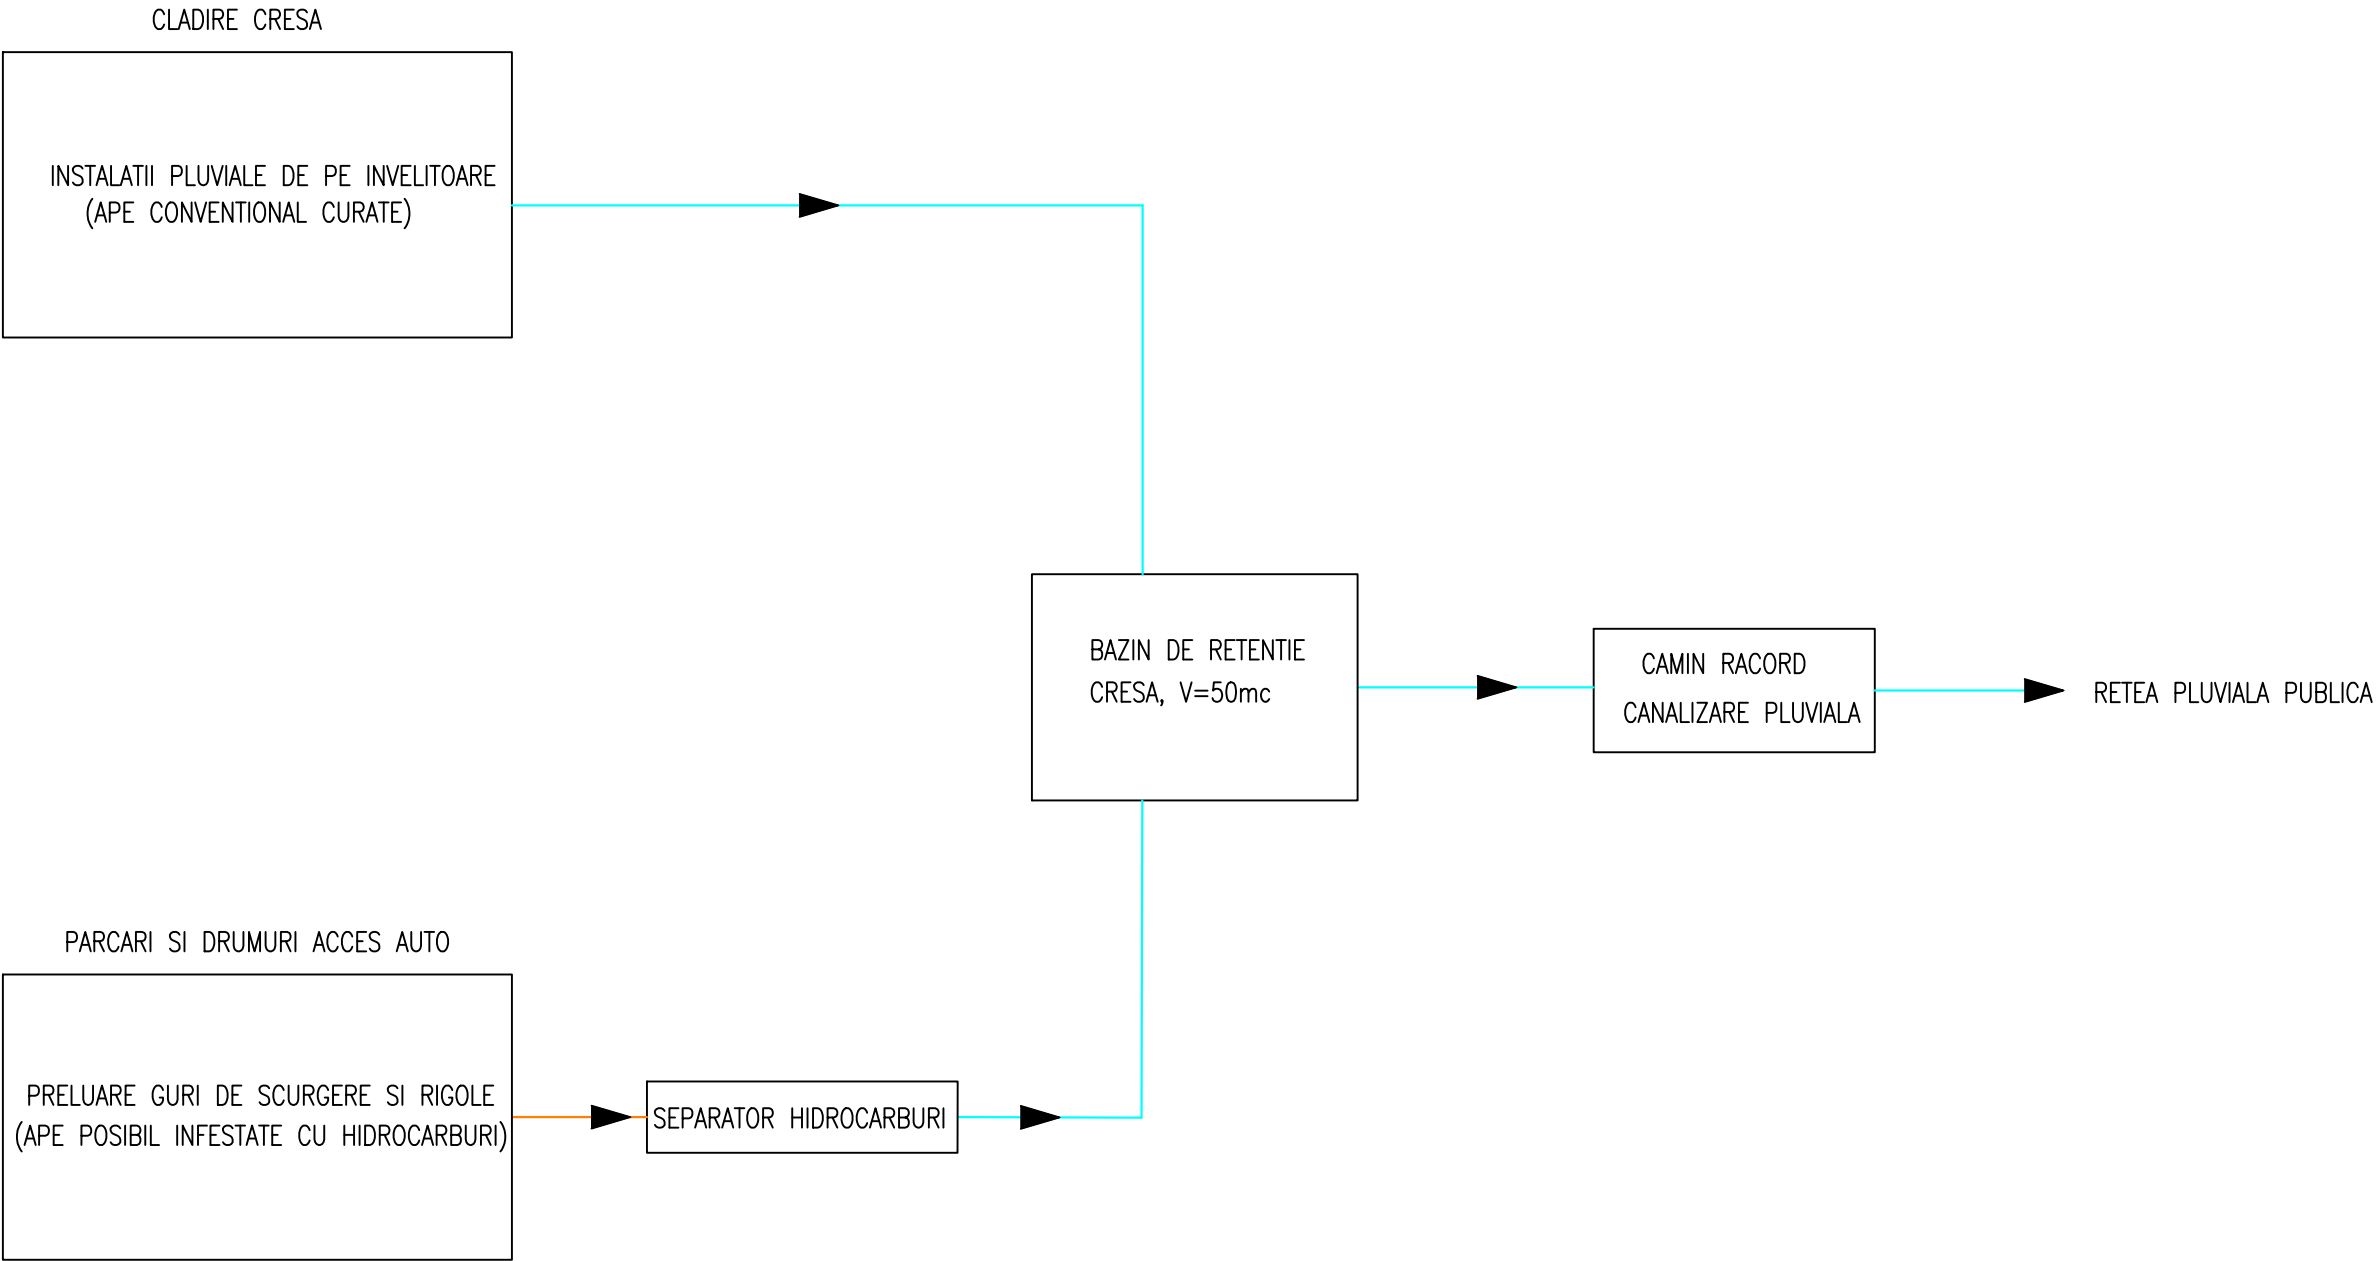 CLADIRE CRESA
INSTALATII PLUVIALE DE PE INVELITOARE
(APE CONVENTIONAL CURATE)
BAZIN DE RETENTIE
CRESA, V=50mc
CAMIN RACORD
CANALIZARE PLUVIALA
RETEA PLUVIALA PUBLICA
PARCARI SI DRUMURI ACCES AUTO
PRELUARE GURI DE SCURGERE SI RIGOLE
(APE POSIBIL INFESTATE CU HIDROCARBURI)
SEPARATOR HIDROCARBURI